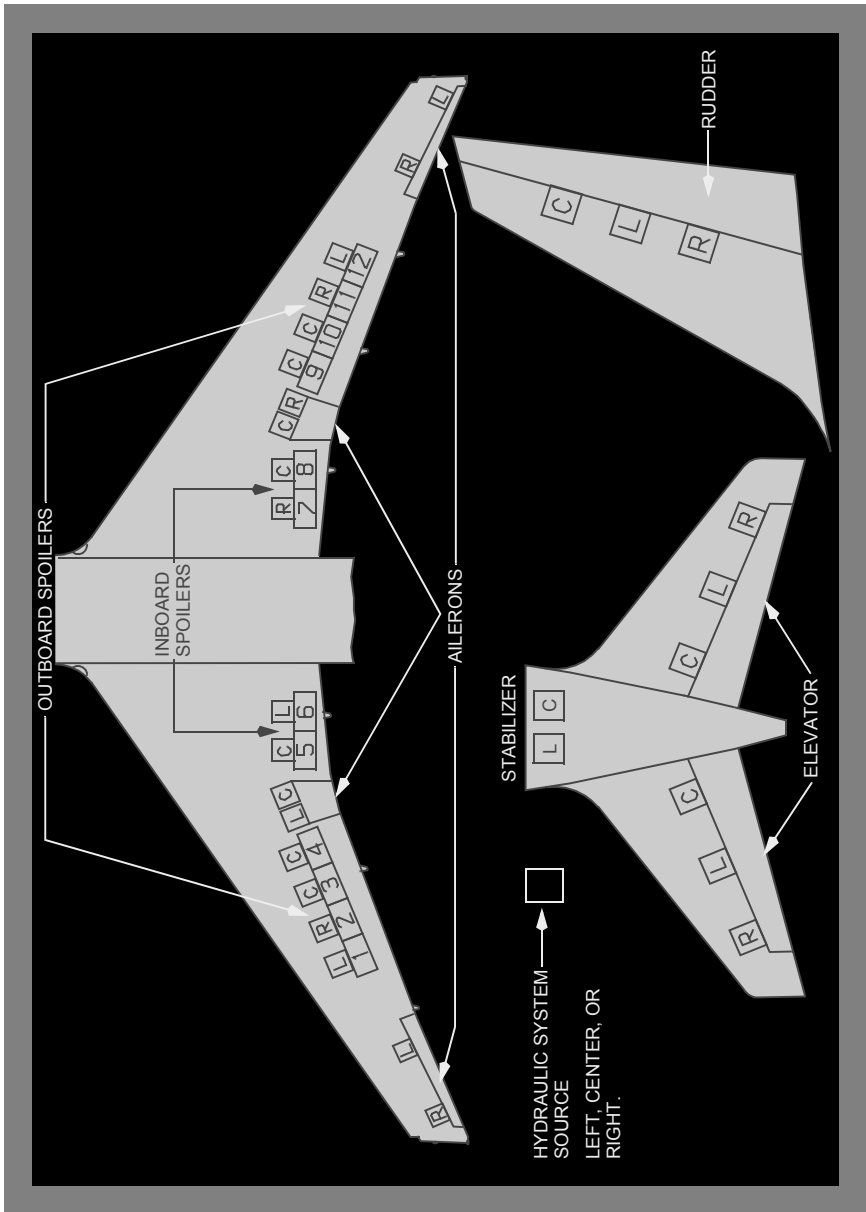 OUTBOARD SPOILERS
INBOARD
SPOILERS
L R C C L C C L R C C R C C R L
1 2 3 4 5 6 7 8 9 10 11 12
R L R L
AILERONS
STABILIZER
L C
R L C C L R
ELEVATOR
C
L
R
RUDDER
HYDRAULIC SYSTEM
SOURCE
LEFT, CENTER, OR
RIGHT.